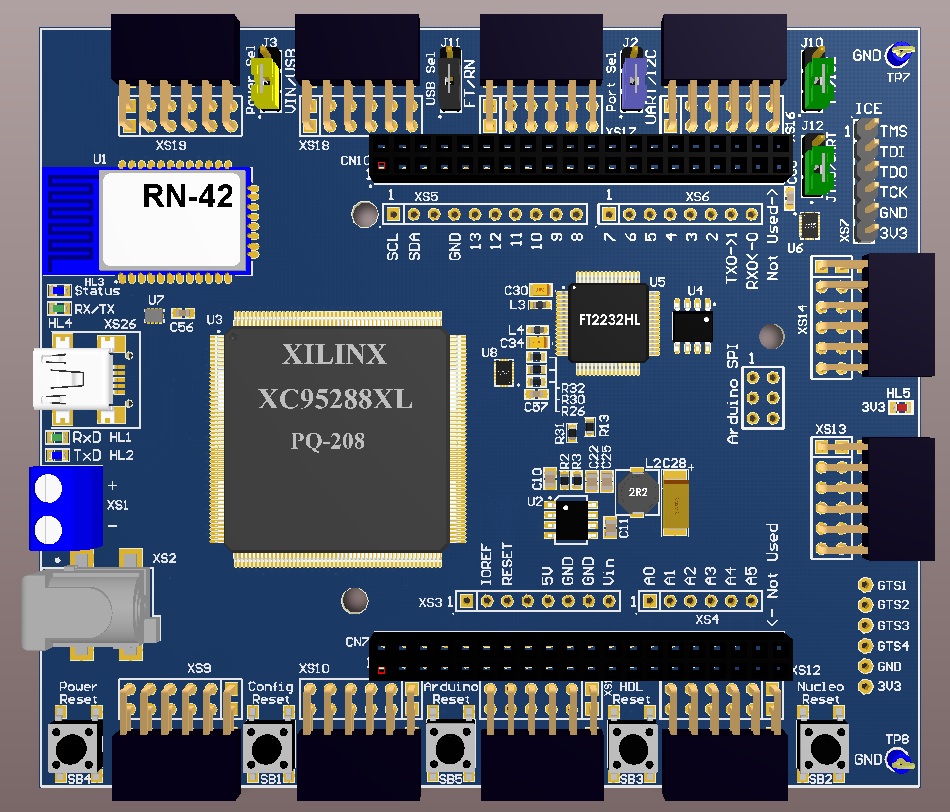 J3
J11
J2
J10
Power Sel
VIN/USB
USB Sel
FT/RN
Port Sel
UART/I2C
GND
TP7
XS19
XS18
XS17
XS16
J12
ICE
1
TMS
TDI
TDO
TCK
GND
3V3
XS7
U1
RN-42
CN10
1
1
XS5
1
XS6
SCL
SDA
GND
13
12
11
10
9
8
7
6
5
4
3
2
TXO->1
RXO<-0
Not Used->
U6
HL3
Status
RX/TX
HL4
XS26
U7
C56
U3
XILINX
XC95288XL
PQ-208
C30
L3
L4
C34
U8
C57
U5
FT2232HL
U4
R32
R30
R26
R31
R13
1
Arduino SPI
XS14
HL5
3V3
XS13
RxD HL1
TxD HL2
+
XS1
-
XS2
C10
R2
R3
C22
C25
L2
C28
+
2R2
U2
C11
IOREF
RESET
5V
GND
GND
Vin
A0
A1
A2
A3
A4
A5
<- Not Used
XS3 1
1
XS4
GTS1
GTS2
GTS3
GTS4
GND
3V3
CN7
1
XS9
XS10
XS12
Power
Reset
Config
Reset
Arduino
Reset
HDL
Reset
Nucleo
Reset
SB4
SB1
SB5
SB3
SB2
TP8
GND